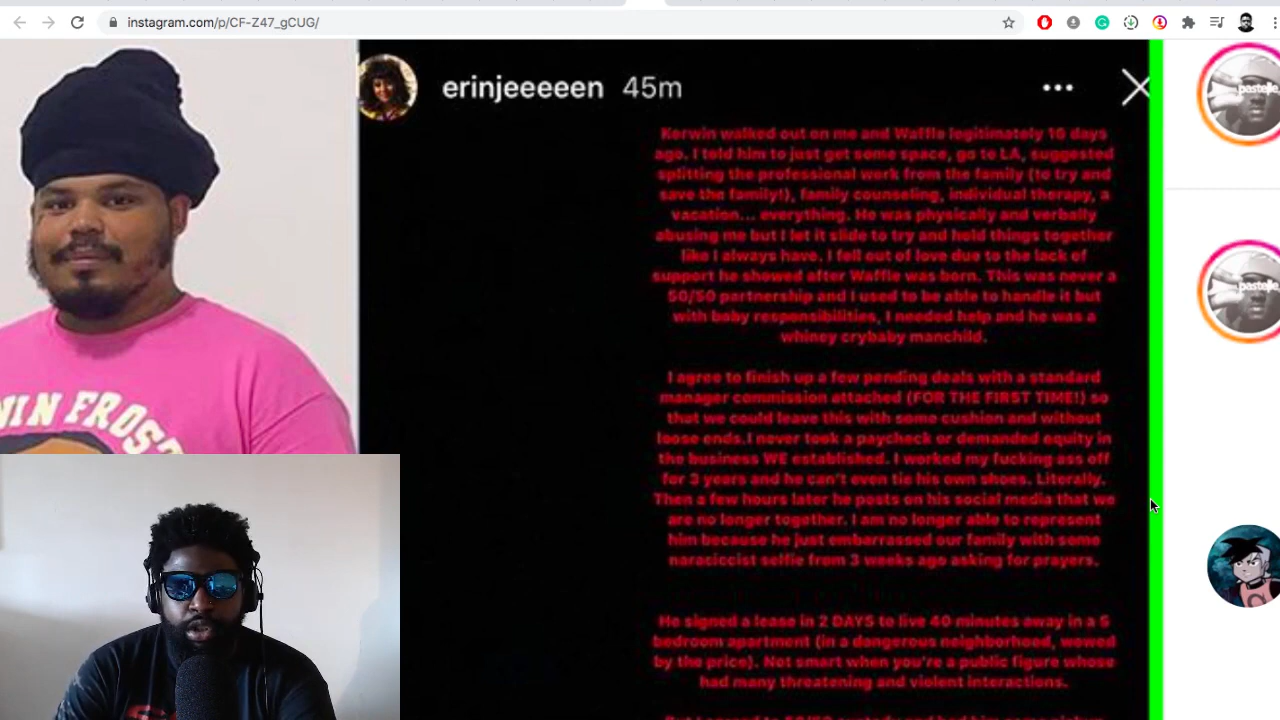 instagram.com/p/CF-Z47_gCUG/
erinjeeeeen 45m
Kerwin walked out on me and Waffle legitimately 10 days
ago. I told him to just get some space, go to LA, suggested
splitting the professional work from the family (to try and
save the family!), family counseling, individual therapy, a
vacation... everything. He was physically and verbally
abusing me but I let it slide to try and hold things together
like I always have. I fell out of love due to the lack of
support he showed after Waffle was born. This was never a
50/50 partnership and I used to be able to handle it but
with baby responsibilities, I needed help and he was a
whiney crybaby manchild.
I agree to finish up a few pending deals with a standard
manager commission attached (FOR THE FIRST TIME!) so
that we could leave this with some cushion and without
loose ends.I never took a paycheck or demanded equity in
the business WE established. I worked my fucking ass off
for 3 years and he can't even tie his own shoes. Literally.
Then a few hours later he posts on his social media that we
are no longer together. I am no longer able to represent
him because he just embarrassed our family with some
naraciccist selfie from 3 weeks ago asking for prayers.
He signed a lease in 2 DAYS to live 40 minutes away in a 5
bedroom apartment (in a dangerous neighborhood, wowed
by the price). Not smart when you're a public figure whose
had many threatening and violent interactions.
WIN FROST
pastelle
pastelle